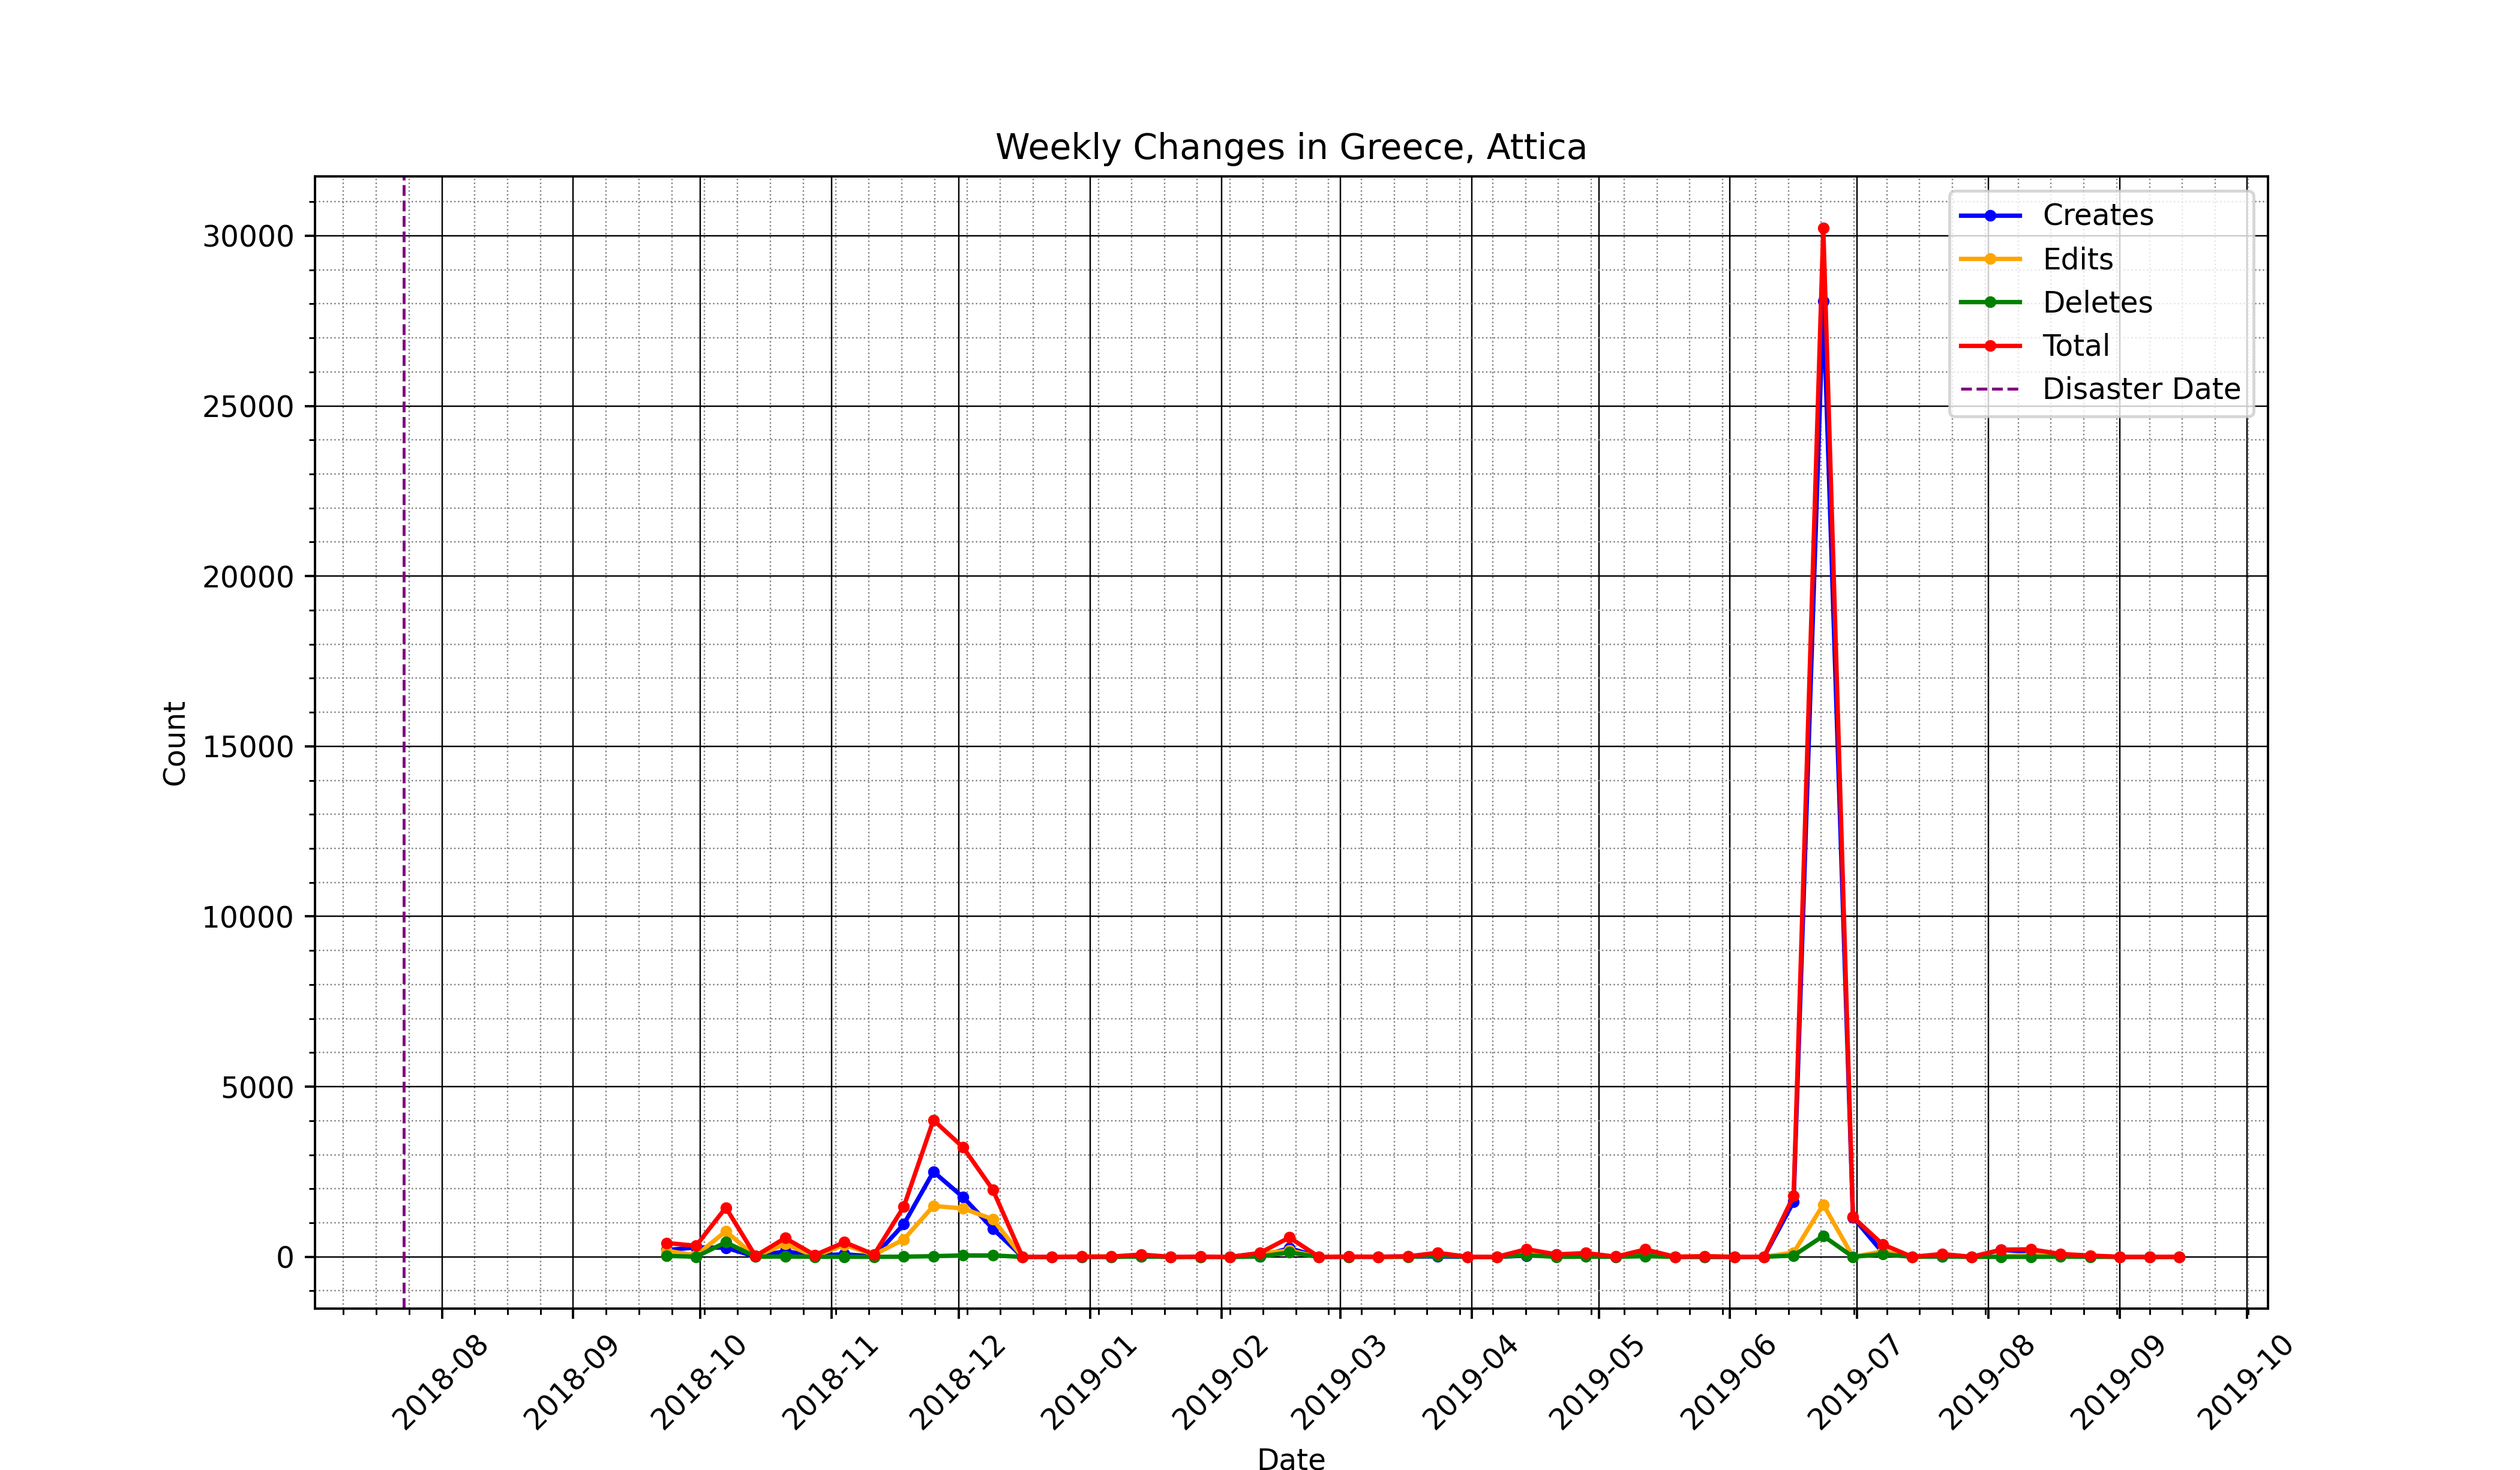 Weekly Changes in Greece, Attica
Creates
Edits
Deletes
Total
Disaster Date
30000
25000
20000
15000
10000
5000
0
Count
2018-08
2018-09
2018-10
2018-11
2018-12
2019-01
2019-02
2019-03
2019-04
2019-05
2019-06
2019-07
2019-08
2019-09
2019-10
Date